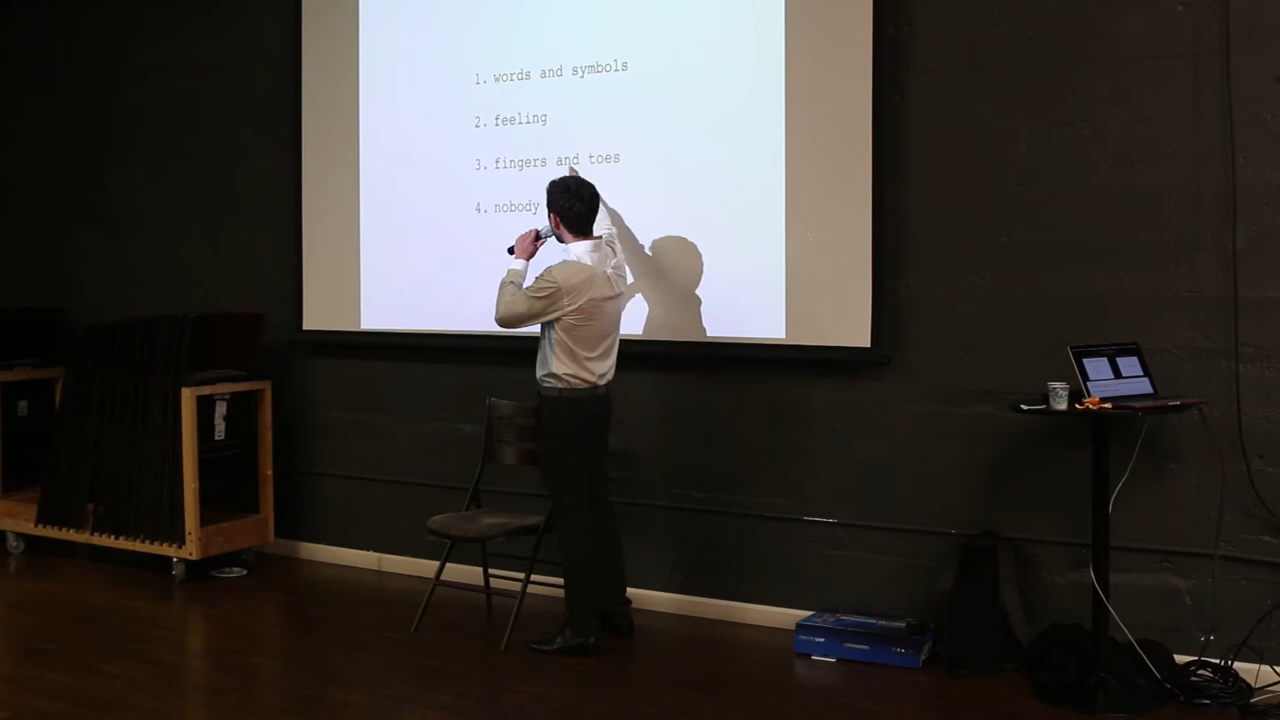 1. words and symbols
2. feeling
3. fingers and toes
4. nobody